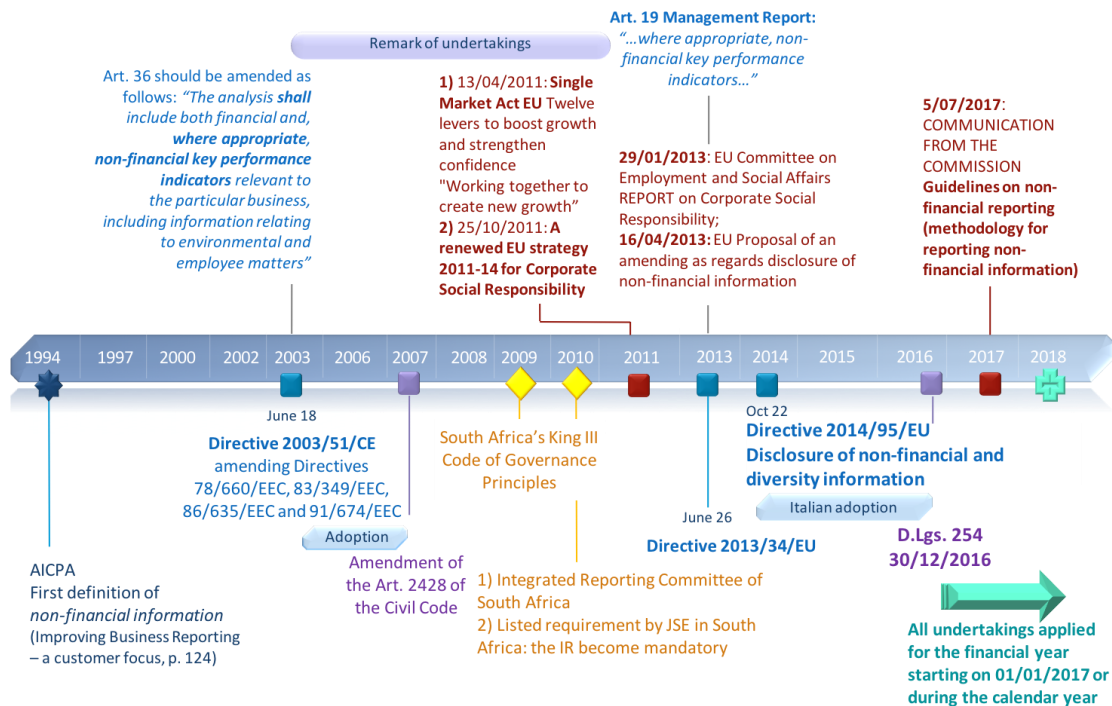 Remark of undertakings
Art. 36 should be amended as
follows: “The analysis shall
include both financial and,
where appropriate,
non-financial key performance
indicators relevant to
the particular business,
including information relating
to environmental and
employee matters”
1) 13/04/2011: Single
Market Act EU Twelve
levers to boost growth
and strengthen
confidence
"Working together to
create new growth”
2) 25/10/2011: A
renewed EU strategy
2011-14 for Corporate
Social Responsibility
Art. 19 Management Report:
“…where appropriate, non-
financial key performance
indicators…”
29/01/2013: EU Committee on
Employment and Social Affairs
REPORT on Corporate Social
Responsibility;
16/04/2013: EU Proposal of an
amending as regards disclosure of
non-financial information
5/07/2017:
COMMUNICATION
FROM THE
COMMISSION
Guidelines on non-
financial reporting
(methodology for
reporting non-
financial information)
1994 1997 2000 2002 2003 2006 2007 2008 2009 2010 2011 2013 2014 2015 2016 2017 2018
AICPA
First definition of
non-financial information
(Improving Business Reporting
– a customer focus, p. 124)
June 18
Directive 2003/51/CE
amending Directives
78/660/EEC, 83/349/EEC,
86/635/EEC and 91/674/EEC
Adoption
Amendment of
the Art. 2428 of
the Civil Code
South Africa’s King III
Code of Governance
Principles
1) Integrated Reporting Committee of
South Africa
2) Listed requirement by JSE in South
Africa: the IR become mandatory
June 26
Directive 2013/34/EU
Oct 22
Directive 2014/95/EU
Disclosure of non-financial and
diversity information
Italian adoption
D.Lgs. 254
30/12/2016
All undertakings applied
for the financial year
starting on 01/01/2017 or
during the calendar year